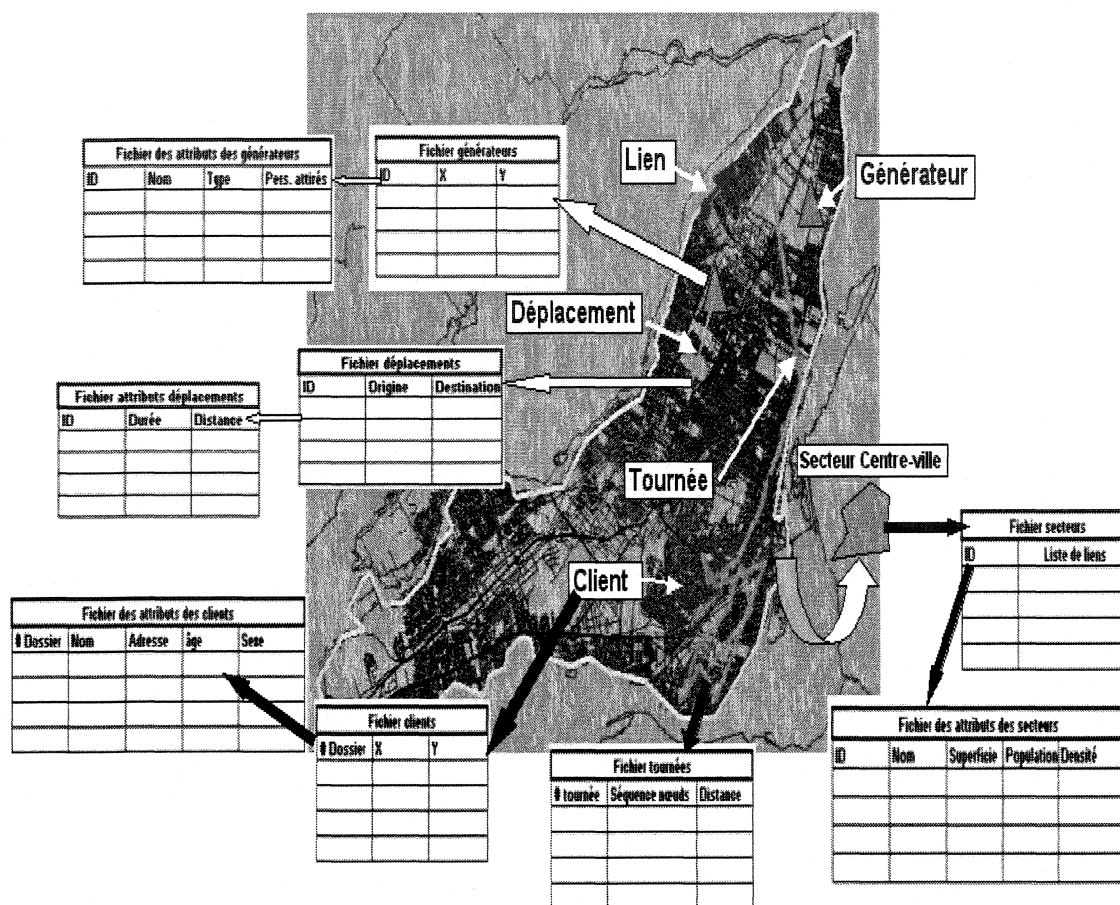 Lien
Générateur
Fichier des attributs des générateurs
ID Nom Type Pers. attirés
Fichier générateurs
ID X Y
Déplacement
Fichier déplacements
ID Origine Destination
Fichier attributs déplacements
ID Durée Distance
Tournée
Secteur Centre-ville
Fichier secteurs
ID Liste de liens
Client
Fichier des attributs des clients
# Dossier Nom Adresse âge Sexe
Fichier clients
# Dossier X Y
Fichier tournées
# tournée Séquence nœuds Distance
Fichier des attributs des secteurs
ID Nom Superficie Population Densité